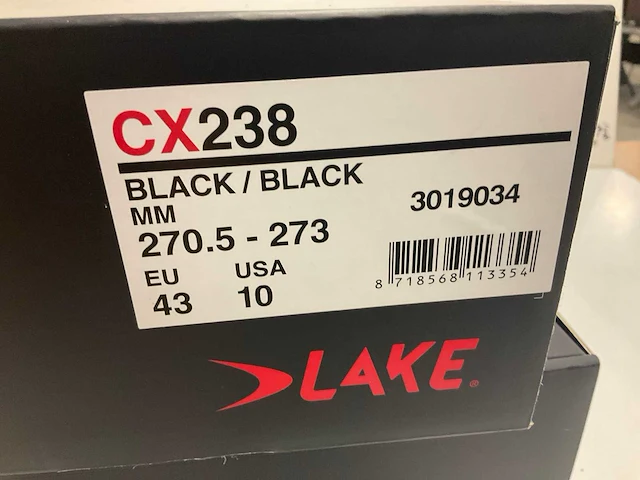 CX238
BLACK / BLACK
MM
270.5 - 273
3019034
EU USA
43 10
8 718568 113354
LAKE®